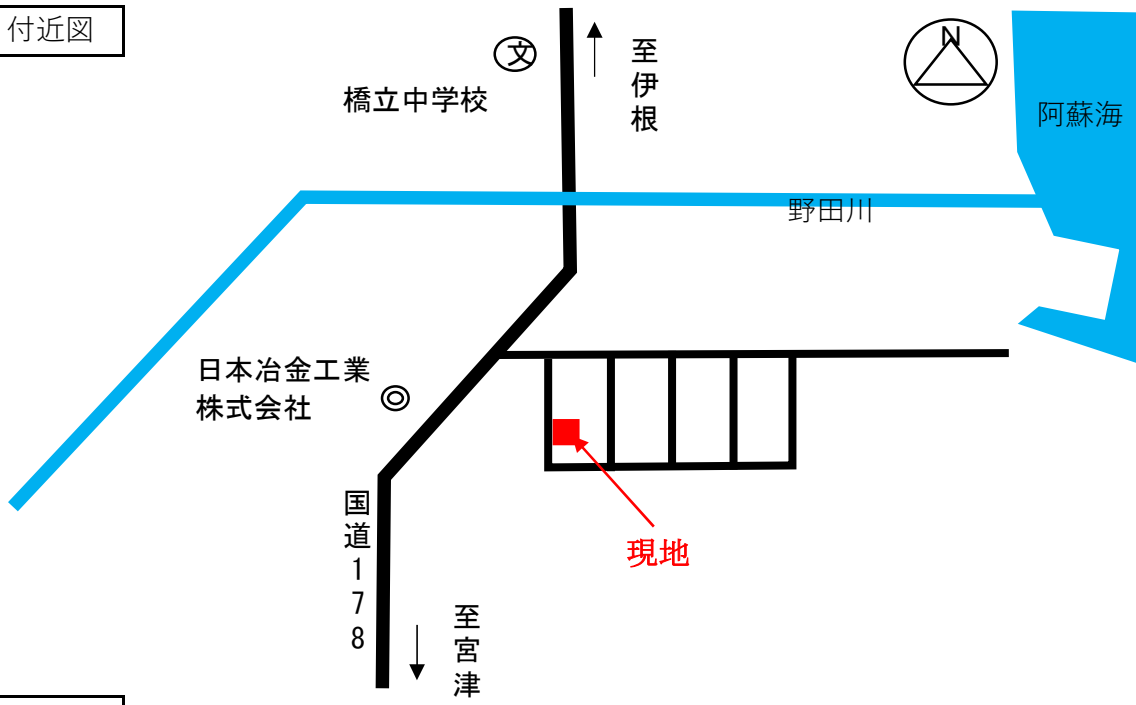 付近図
文
橋立中学校
至伊根
N
阿蘇海
野田川
日本冶金工業
株式会社
国道178
現地
至宮津